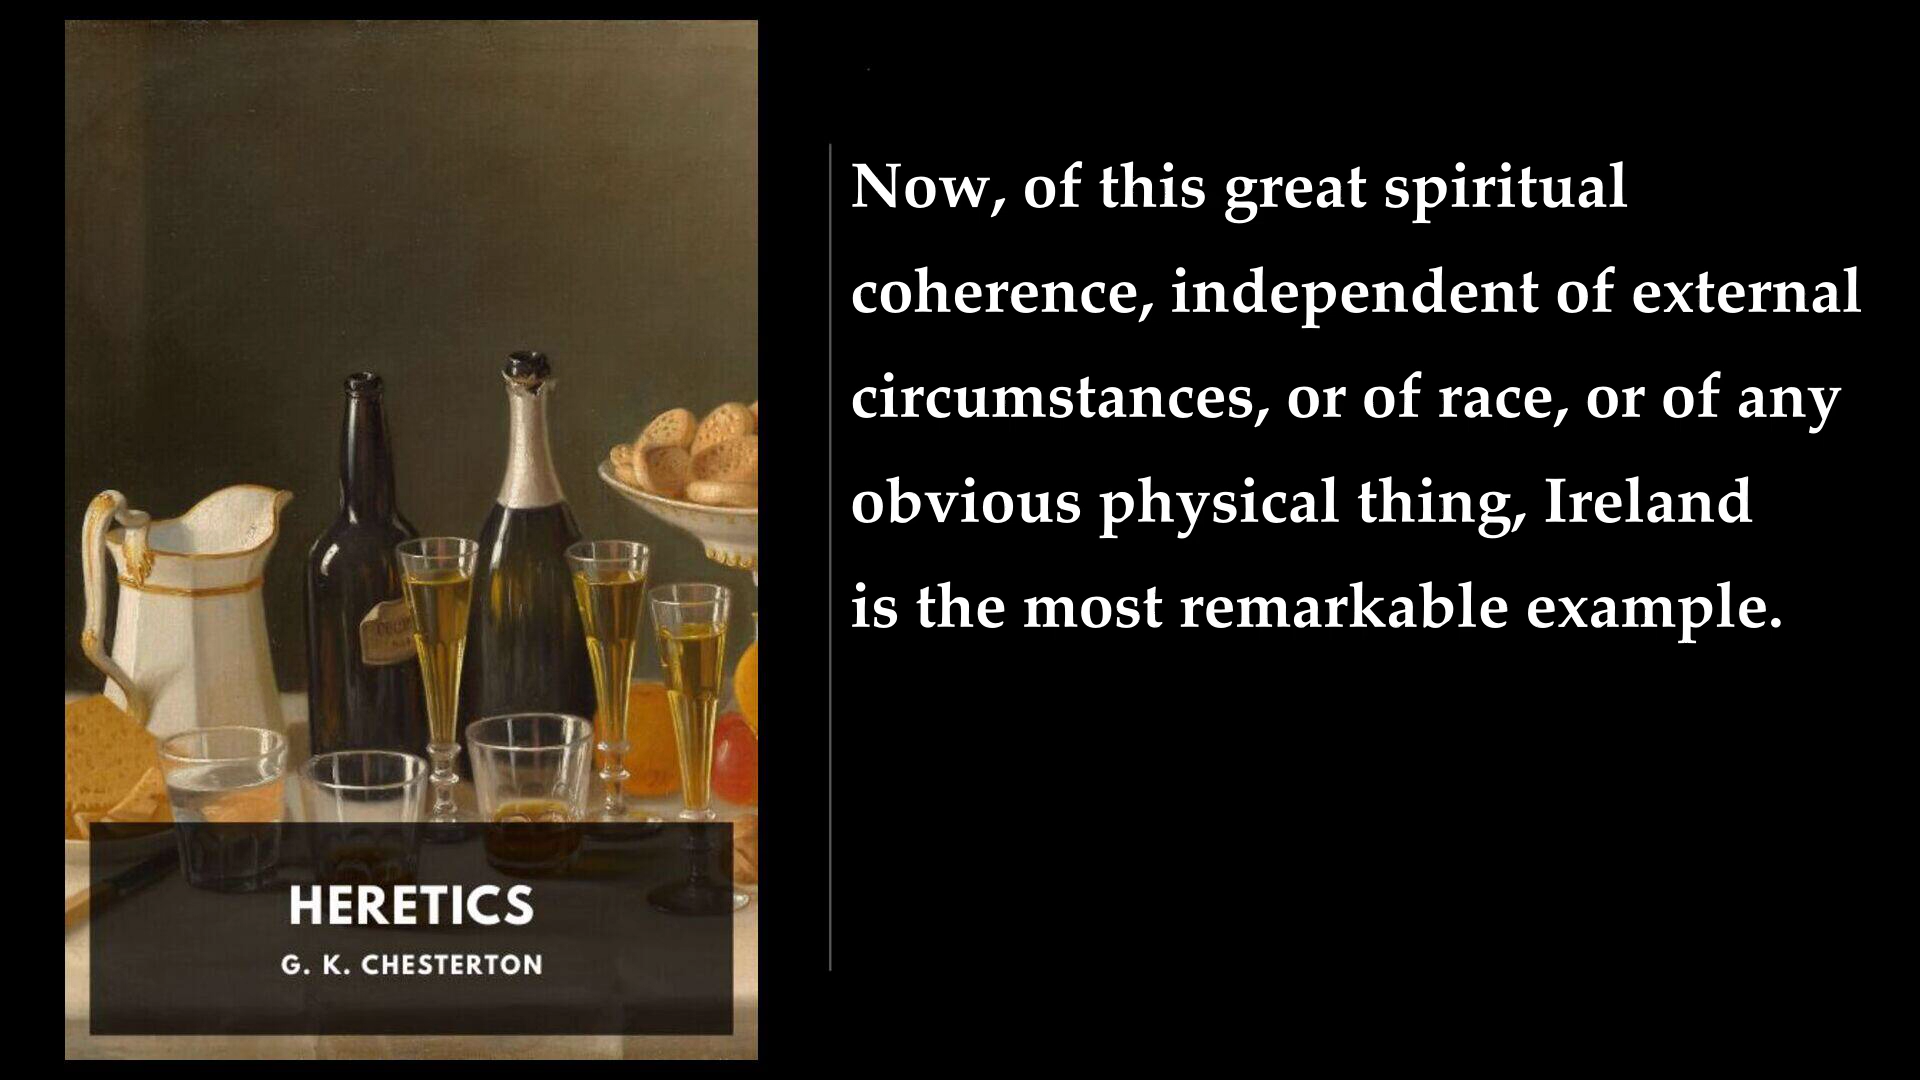 Now, of this great spiritual
coherence, independent of external
circumstances, or of race, or of any
obvious physical thing, Ireland
is the most remarkable example.
HERETICS
G. K. CHESTERTON